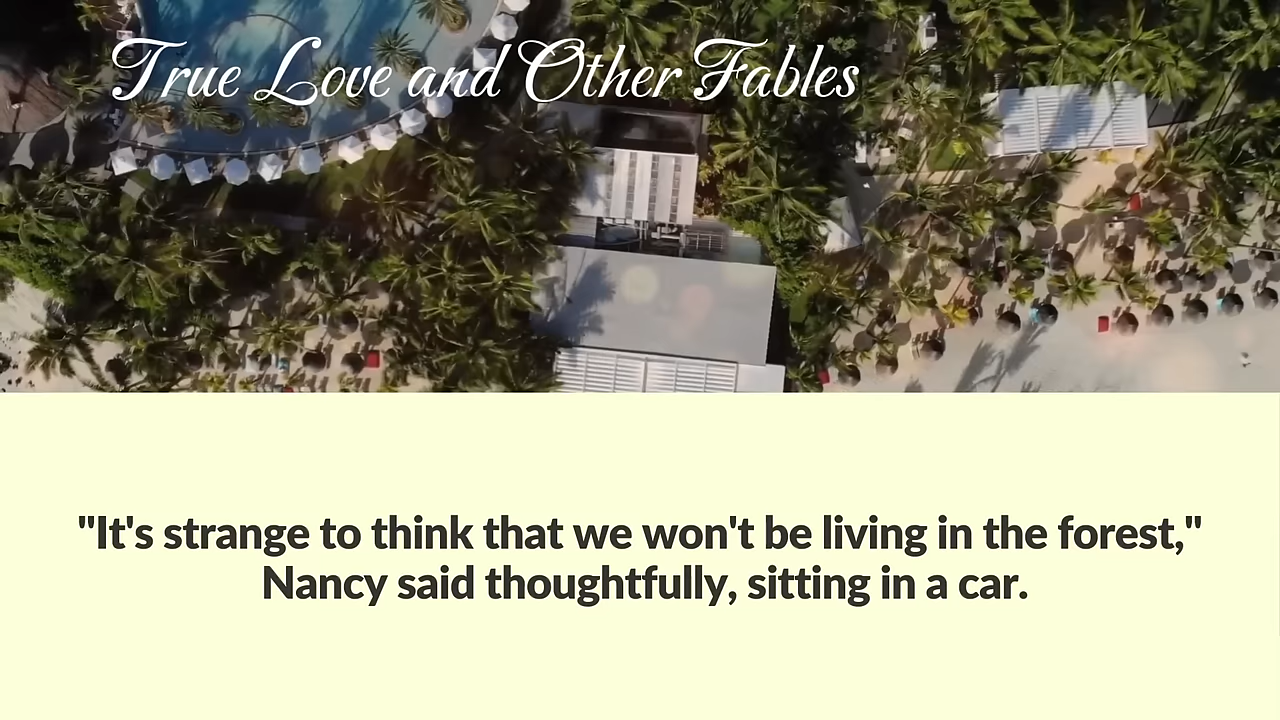 True Love and Other Fables
"It's strange to think that we won't be living in the forest,"
Nancy said thoughtfully, sitting in a car.